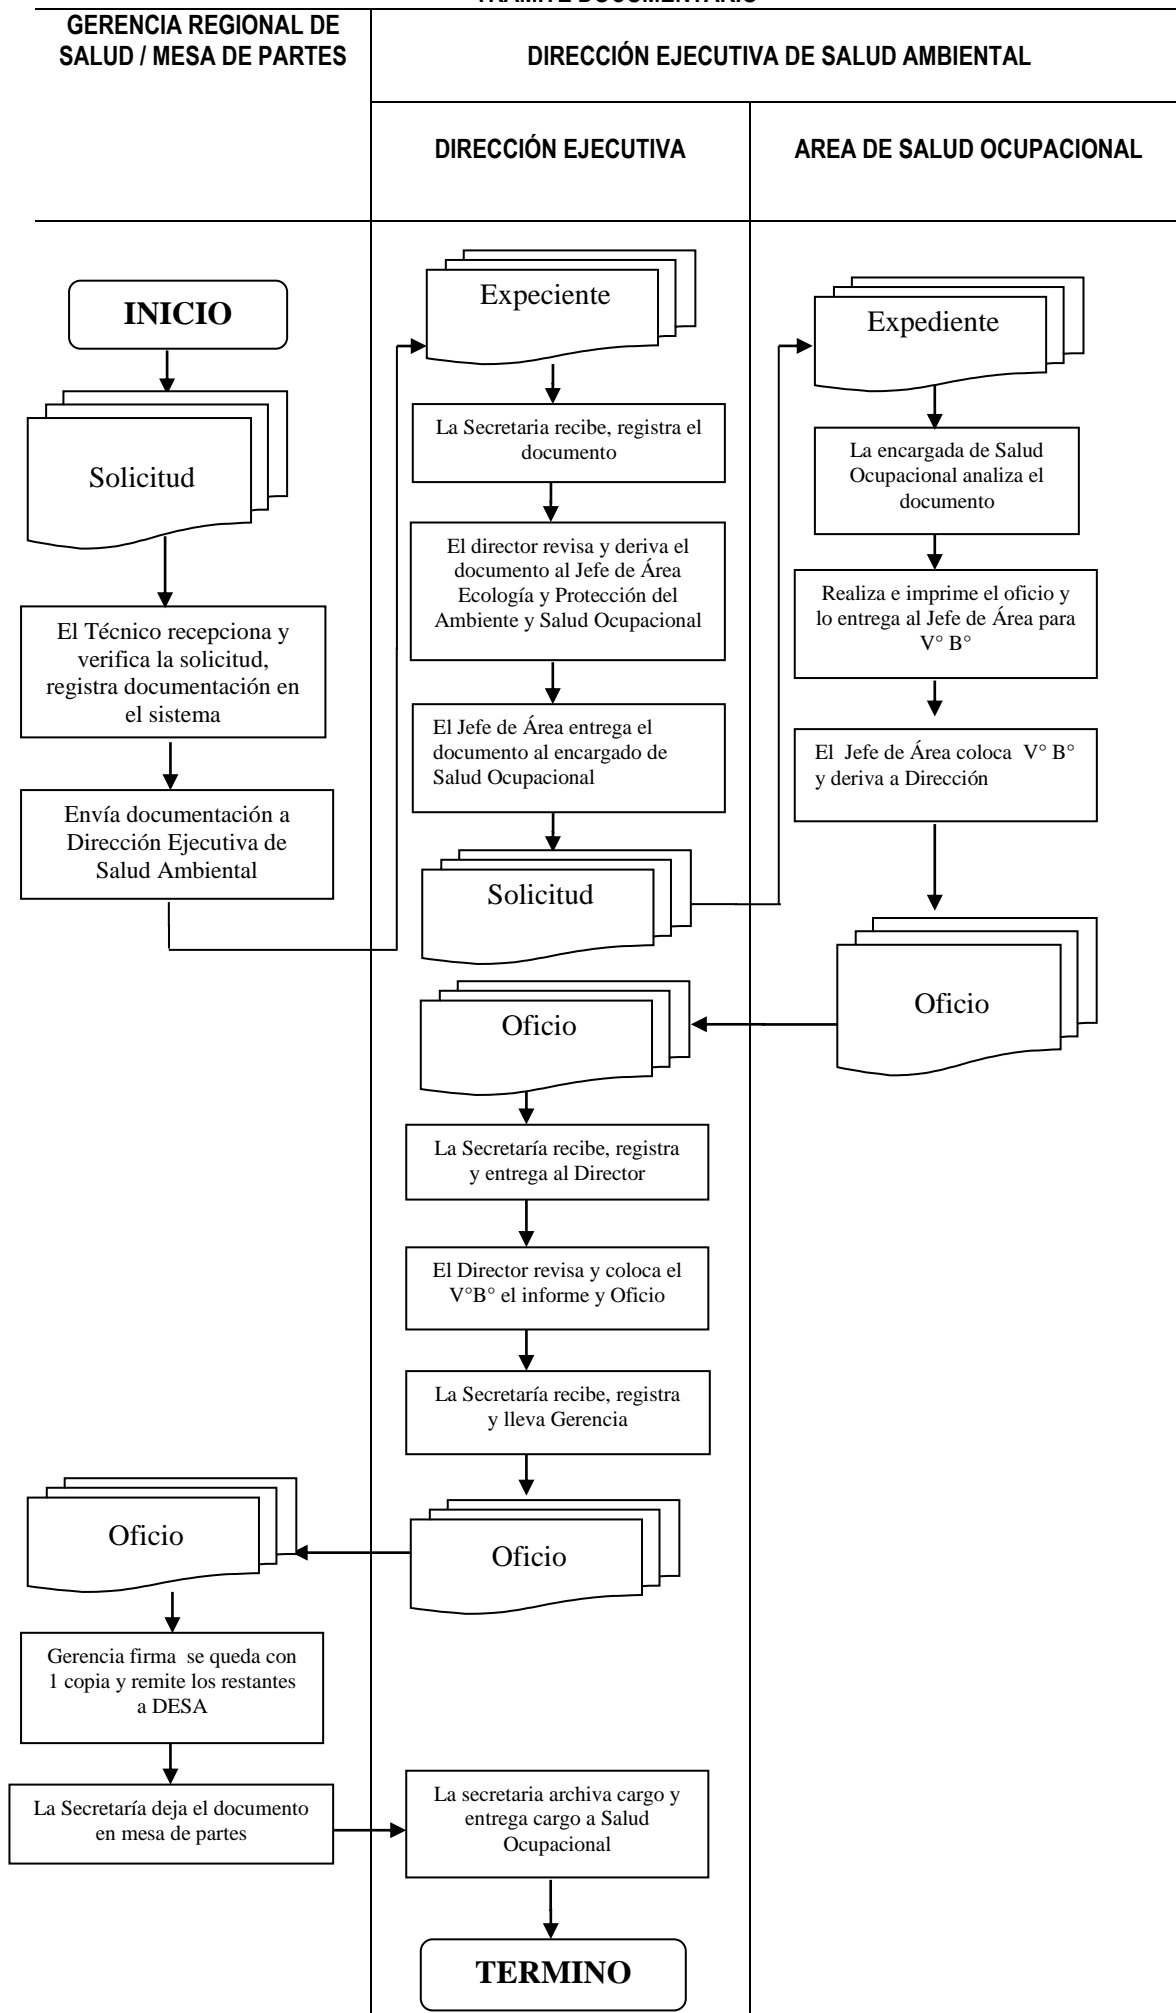 TRAMITE DOCUMENTARIO
GERENCIA REGIONAL DE
SALUD / MESA DE PARTES
DIRECCIÓN EJECUTIVA DE SALUD AMBIENTAL
DIRECCIÓN EJECUTIVA
AREA DE SALUD OCUPACIONAL
INICIO
Solicitud
El Técnico recepciona y
verifica la solicitud,
registra documentación en
el sistema
Envía documentación a
Dirección Ejecutiva de
Salud Ambiental
Expeciente
La Secretaria recibe, registra el
documento
El director revisa y deriva el
documento al Jefe de Área
Ecología y Protección del
Ambiente y Salud Ocupacional
El Jefe de Área entrega el
documento al encargado de
Salud Ocupacional
Solicitud
Expediente
La encargada de Salud
Ocupacional analiza el
documento
Realiza e imprime el oficio y
lo entrega al Jefe de Área para
V° B°
El Jefe de Área coloca V° B°
y deriva a Dirección
Oficio
Oficio
La Secretaría recibe, registra
y entrega al Director
El Director revisa y coloca el
V°B° el informe y Oficio
La Secretaría recibe, registra
y lleva Gerencia
Oficio
Oficio
Gerencia firma se queda con
1 copia y remite los restantes
a DESA
La Secretaría deja el documento
en mesa de partes
La secretaria archiva cargo y
entrega cargo a Salud
Ocupacional
TERMINO